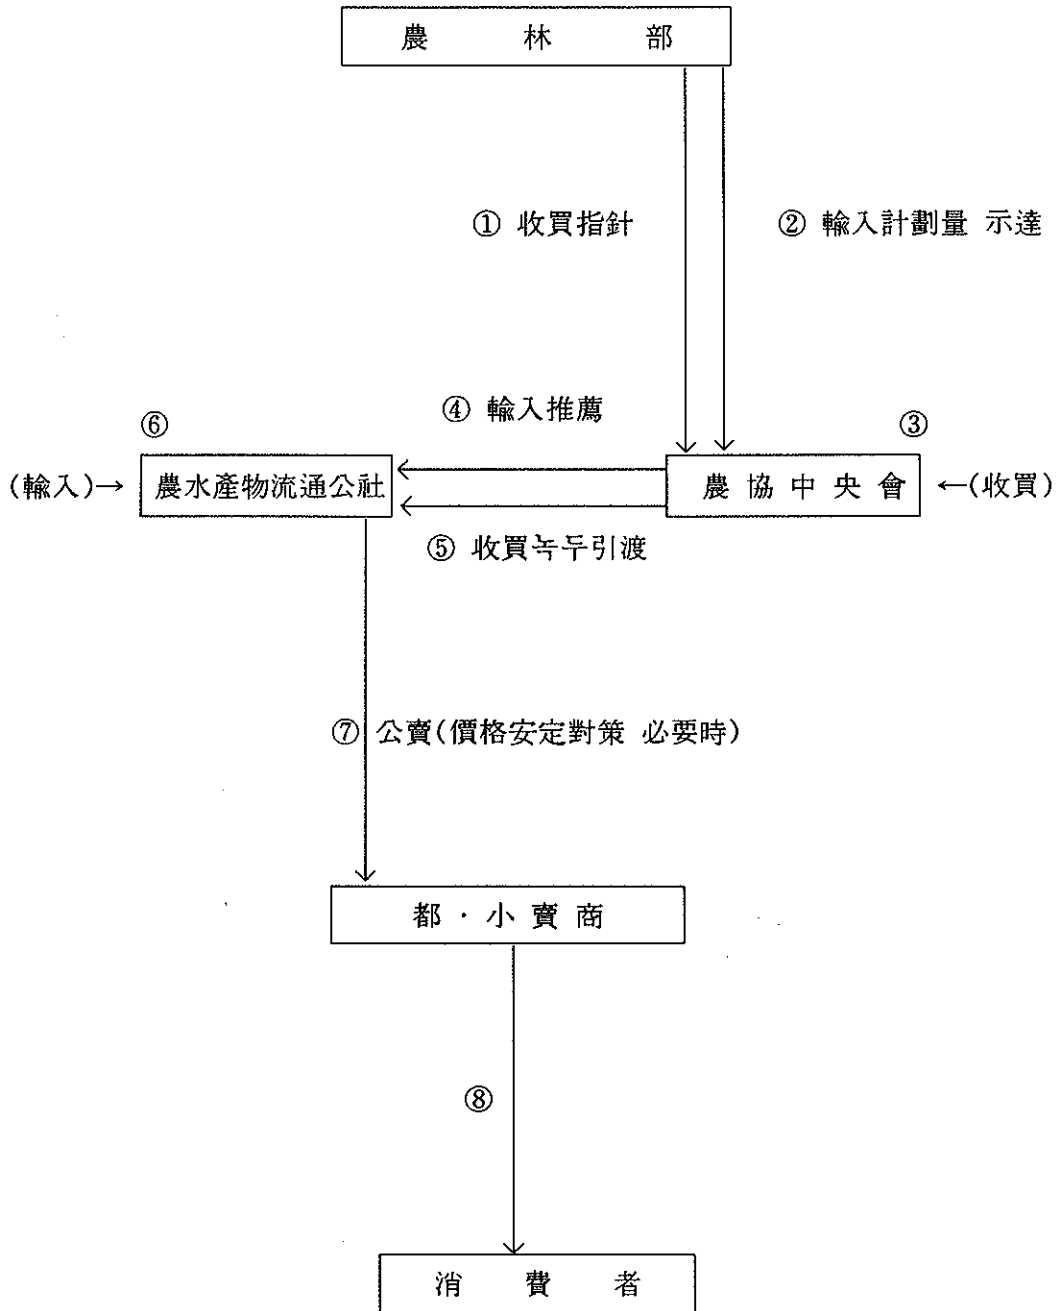 農 林 部
① 收買指針
② 輸入計劃量 示達
④ 輸入推薦
⑥
③
(輸入)→
農水產物流通公社
農協中央會
←(收買)
⑤ 收買녹두引渡
⑦ 公賣(價格安定對策 必要時)
都·小賣商
⑧
消 費 者